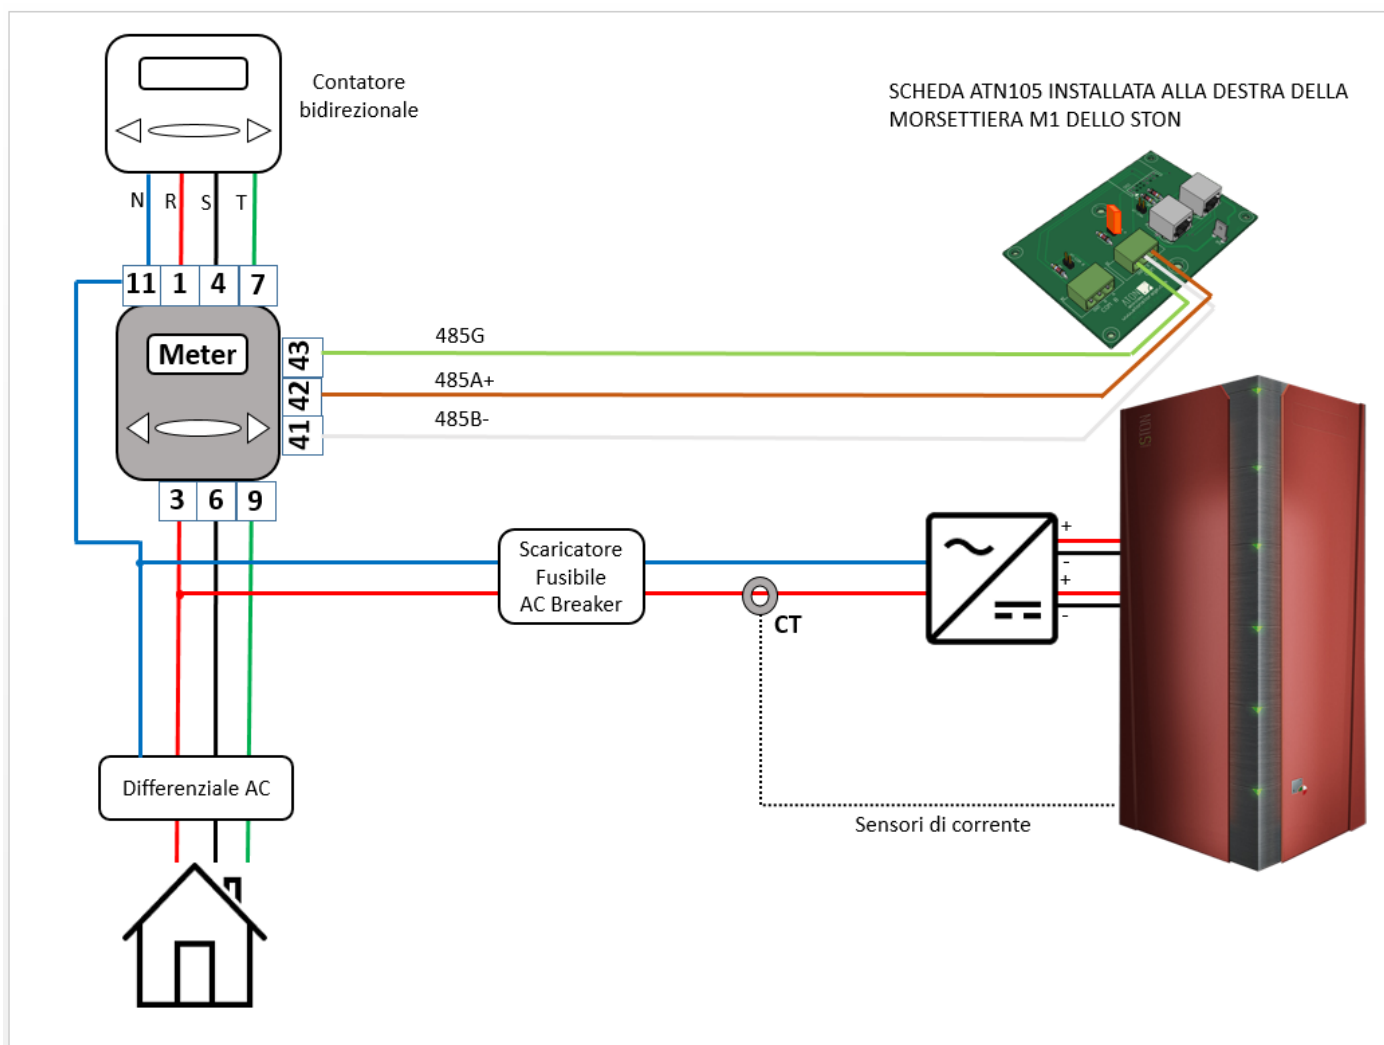 Contatore
bidirezionale
SCHEDA ATN105 INSTALLATA ALLA DESTRA DELLA
MORSETTIERA M1 DELLO STON
N R S T
11 1 4 7
Meter
43
42
41
485G
485A+
485B-
3 6 9
Scaricatore
Fusibile
AC Breaker
CT
+
-
+
-
Differenziale AC
Sensori di corrente